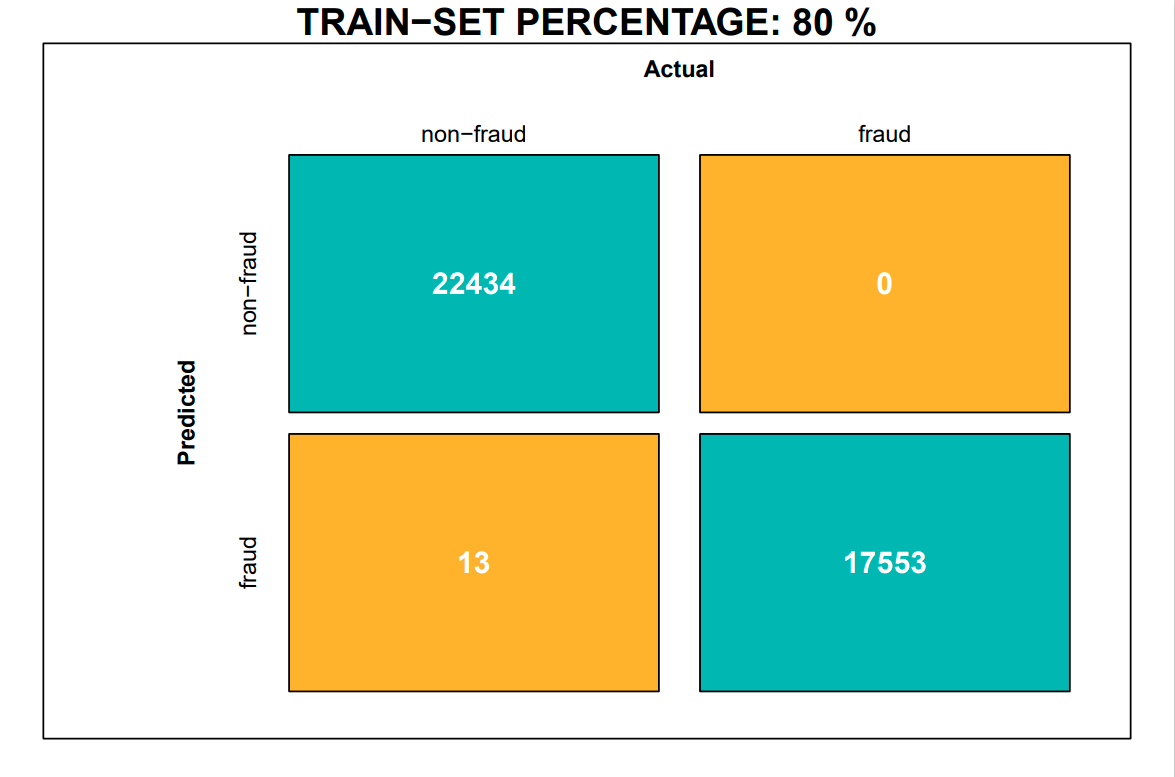 TRAIN−SET PERCENTAGE: 80 %
Actual
non−fraud fraud
non−fraud
22434 0
Predicted
fraud
13 17553